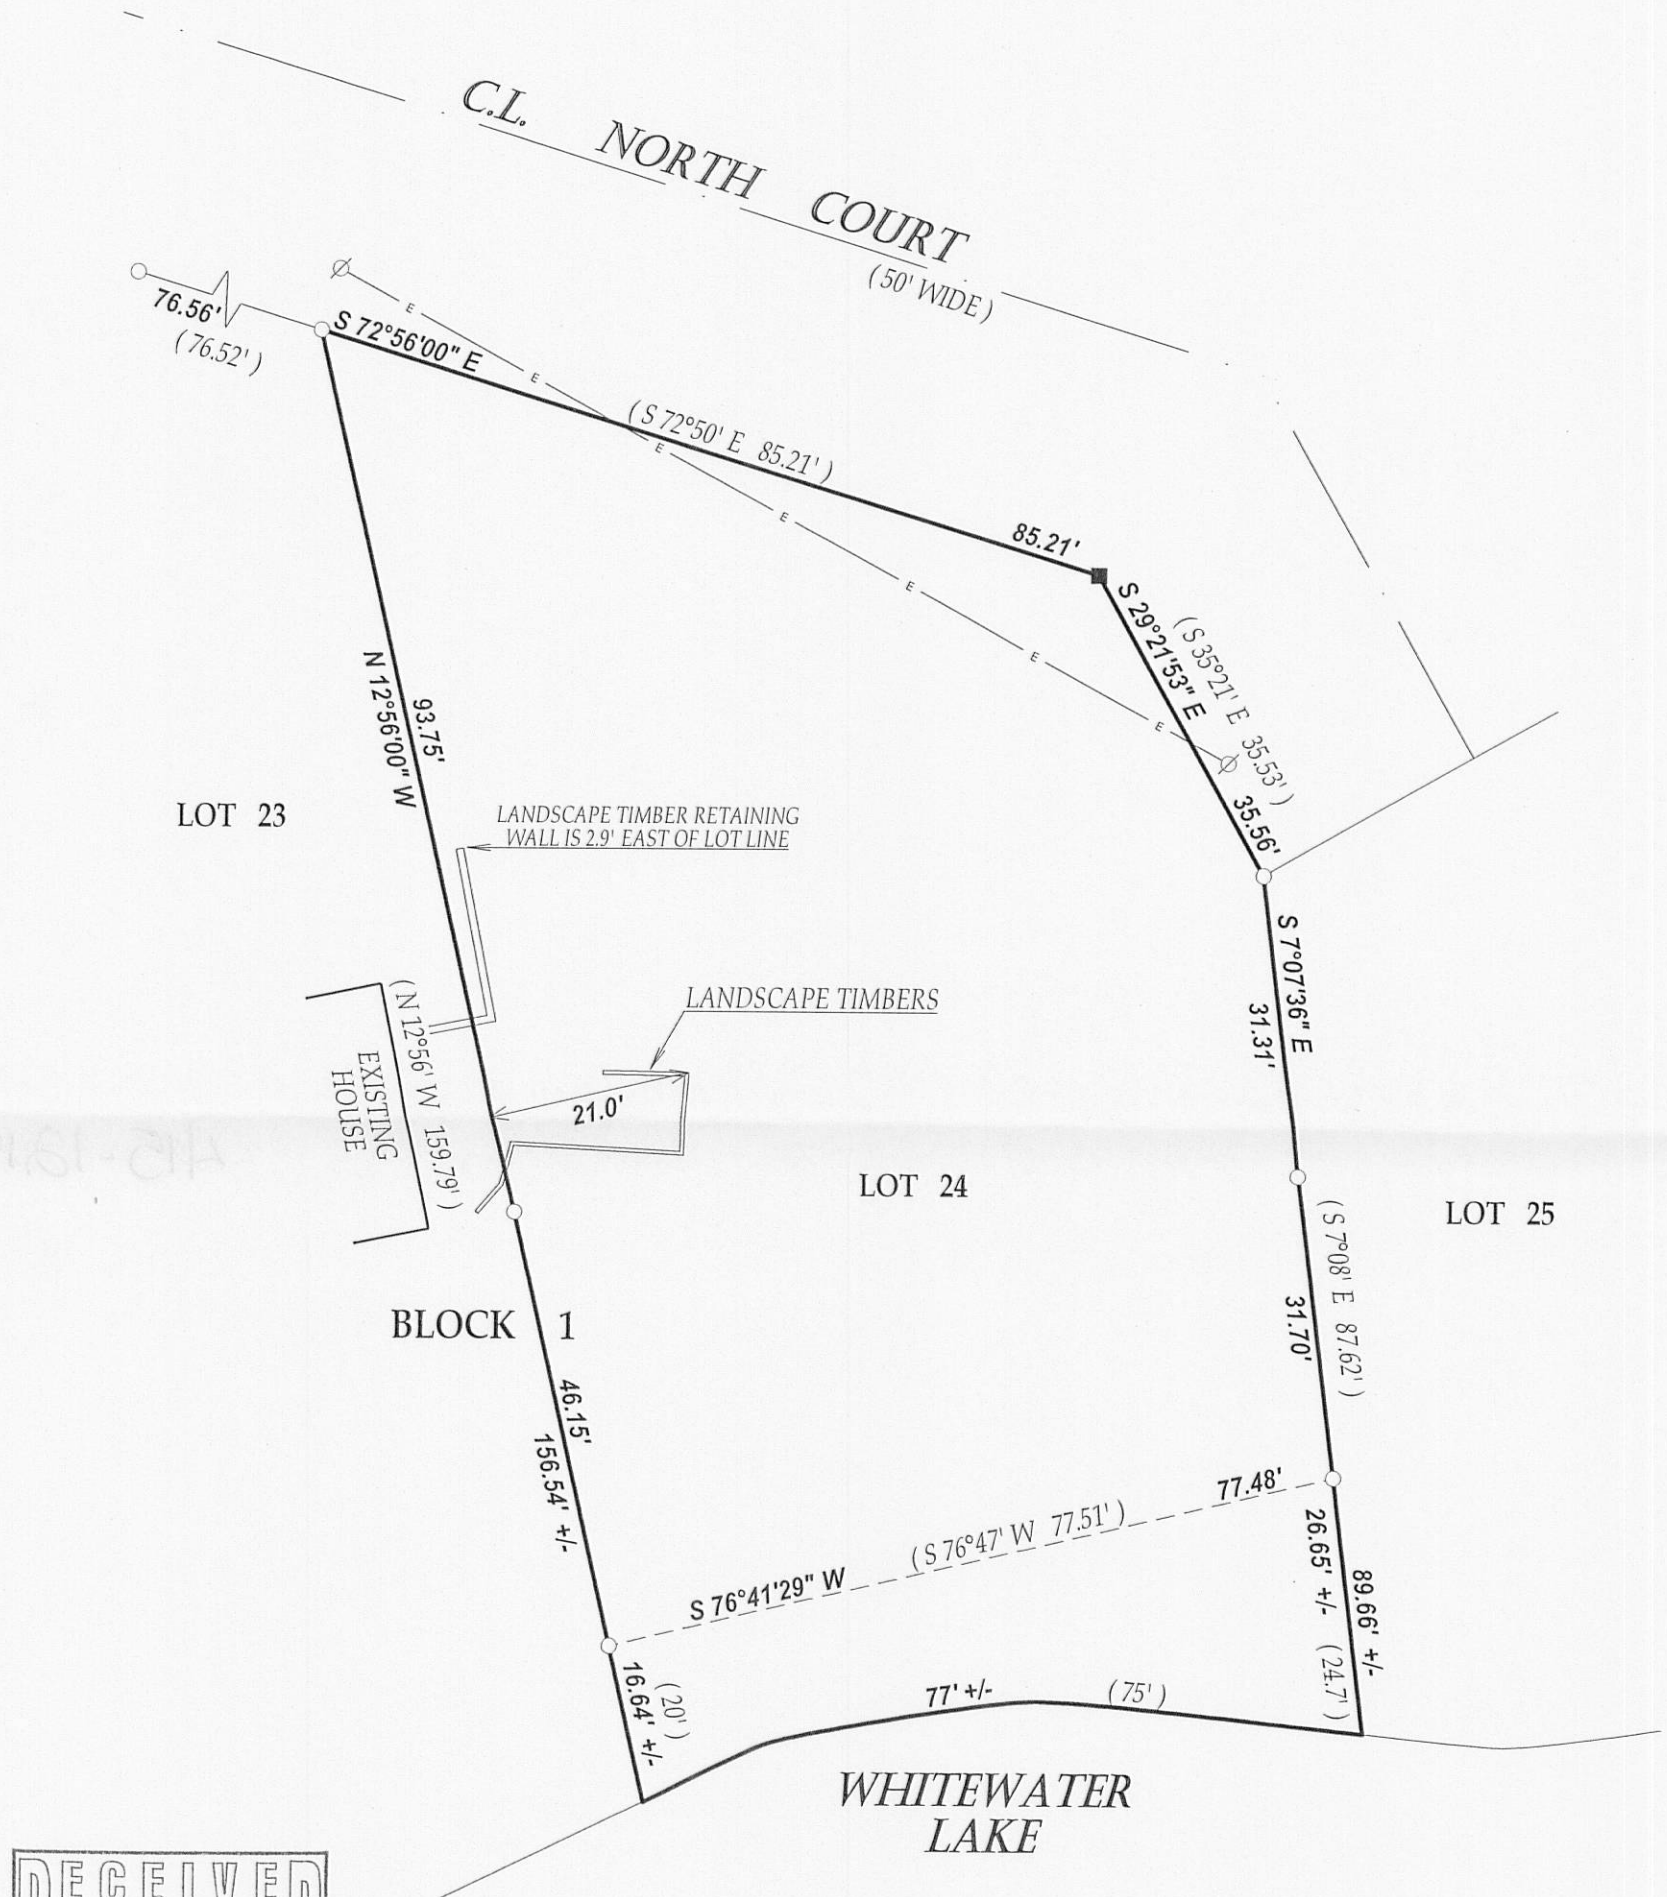 C.L. NORTH COURT
(50' WIDE)
76.56'
(76.52')
S 72°56'00" E
(S 72°50' E 85.21')
85.21'
E
E
E
E
E
E
E
S 29°21'53" E
(S 35°21' E 35.53')
35.56'
N 12°56'00" W
93.75'
LOT 23
LANDSCAPE TIMBER RETAINING
WALL IS 2.9' EAST OF LOT LINE
S 7°07'36" E
31.31'
(N 12°56' W 159.79')
EXISTING
HOUSE
LANDSCAPE TIMBERS
21.0'
LOT 24
LOT 25
(S 7°08' E 87.62')
31.70'
BLOCK 1
46.15'
156.54' +/-
77.48'
(S 76°47' W 77.51')
S 76°41'29" W
26.65' +/-
(24.7')
89.66' +/-
16.64' +/-
(20')
77' +/-
(75')
WHITEWATER
LAKE